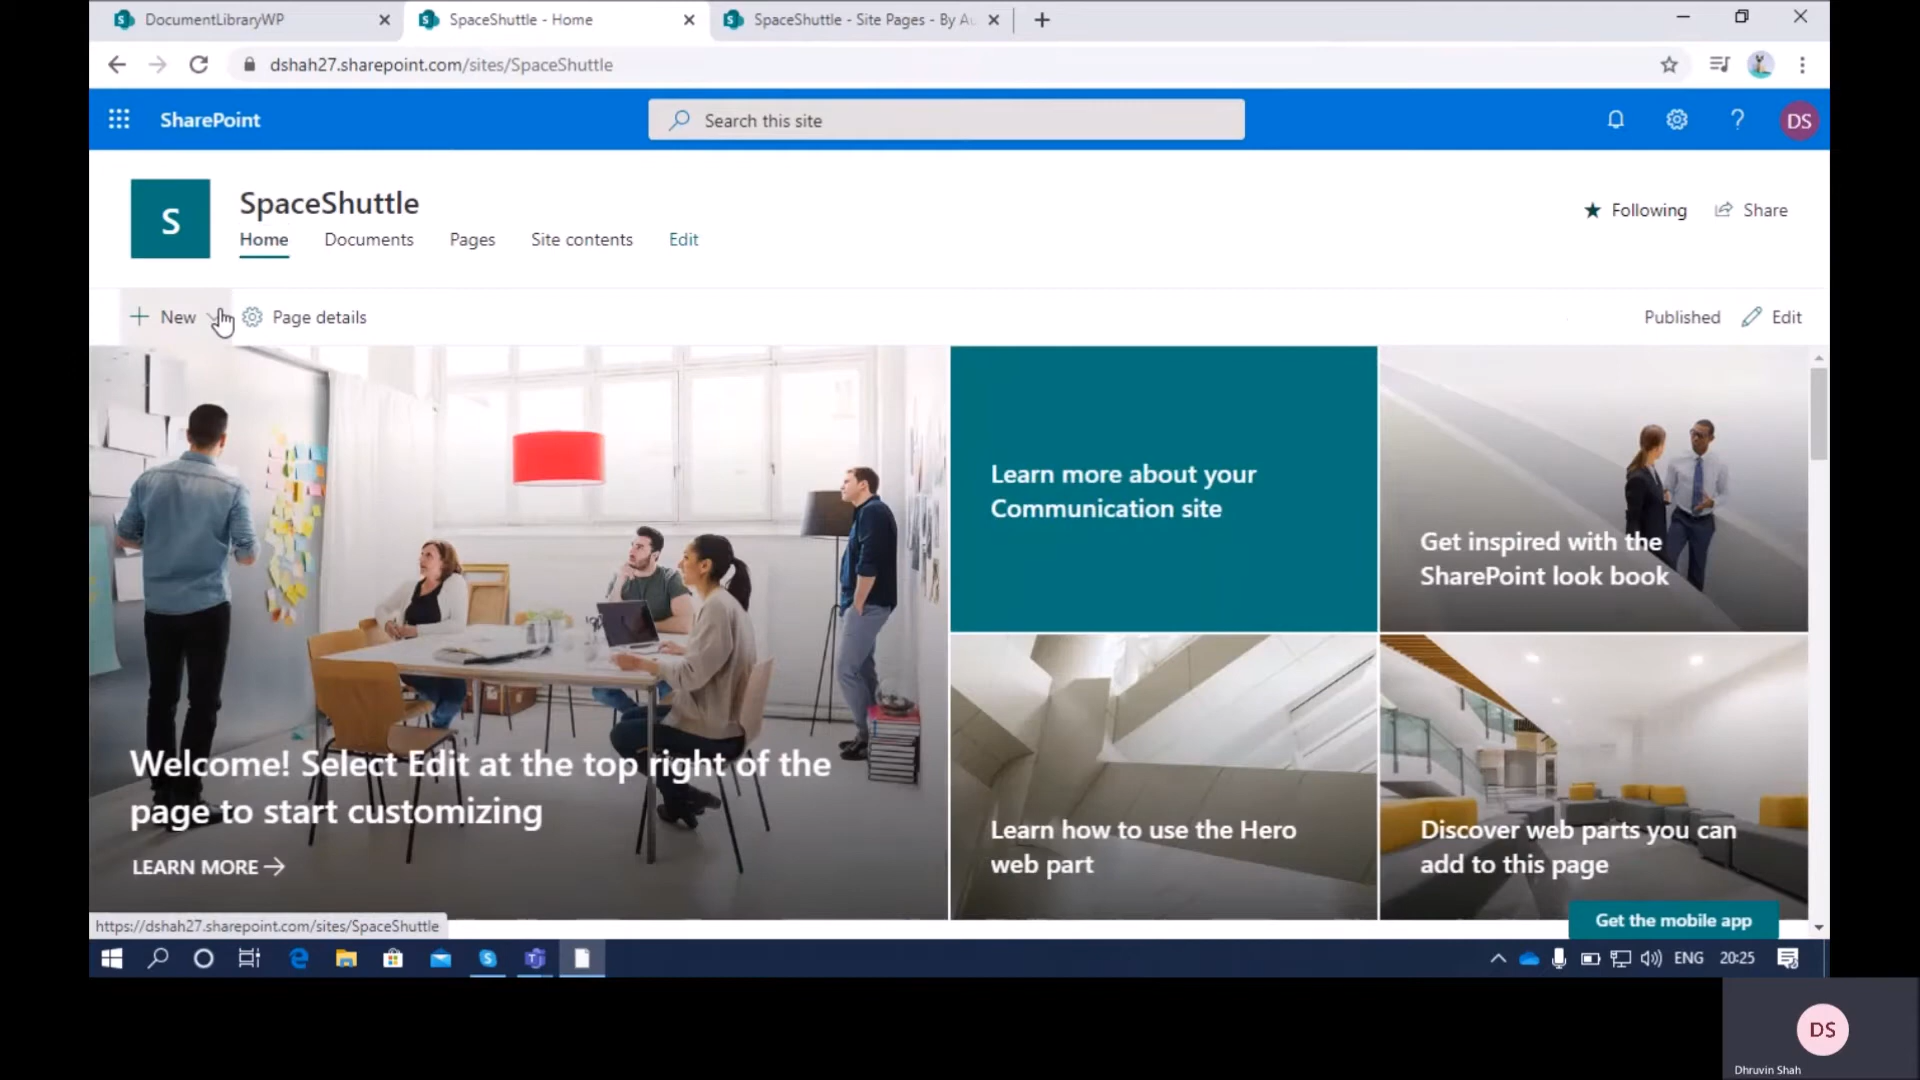 DocumentLibraryWP
SpaceShuttle - Home
SpaceShuttle - Site Pages - By Au
dshah27.sharepoint.com/sites/SpaceShuttle
SharePoint
Search this site
DS
S
SpaceShuttle
Following
Share
Home
Documents
Pages
Site contents
Edit
New
Page details
Published
Edit
Learn more about your
Communication site
Get inspired with the
SharePoint look book
Welcome! Select Edit at the top right of the
page to start customizing
LEARN MORE
Learn how to use the Hero
web part
Discover web parts you can
add to this page
Get the mobile app
https://dshah27.sharepoint.com/sites/SpaceShuttle
ENG
20:25
DS
Dhruvin Shah